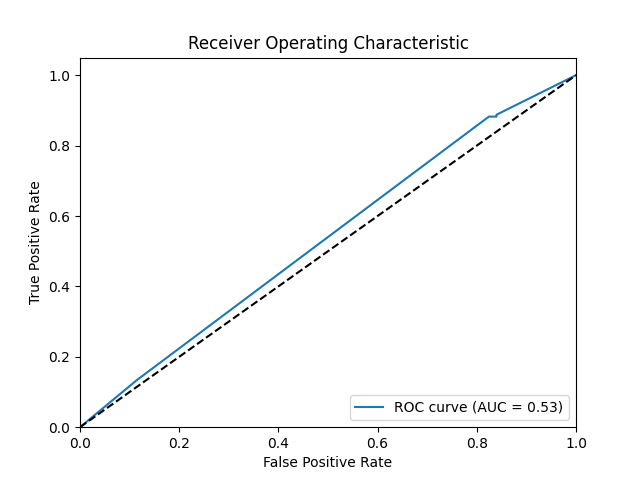 Receiver Operating Characteristic
1.0
0.8
0.6
0.4
0.2
0.0
True Positive Rate
ROC curve (AUC = 0.53)
0.0 0.2 0.4 0.6 0.8 1.0
False Positive Rate